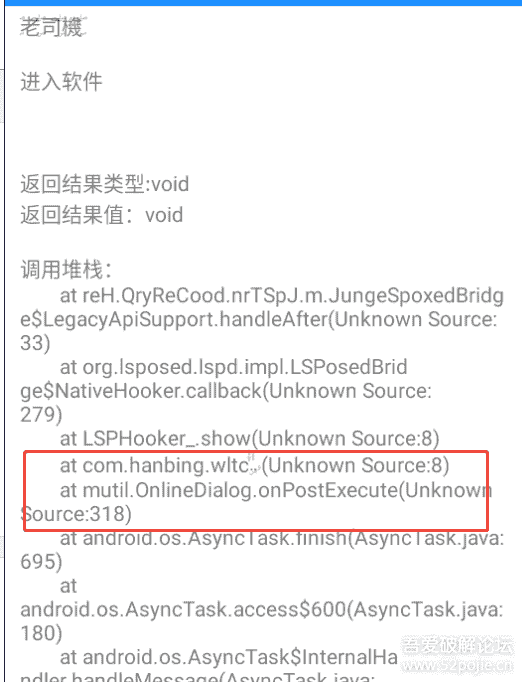 老司機
进入软件
返回结果类型:void
返回结果值：void
调用堆栈：
at reH.QryReCood.nrTSpJ.m.JungeSpoxedBridg
e$LegacyApiSupport.handleAfter(Unknown Source:
33)
at org.lsposed.lspd.impl.LSPosedBrid
ge$NativeHooker.callback(Unknown Source:
279)
at LSPHooker_.show(Unknown Source:8)
at com.hanbing.wltc (Unknown Source:8)
at mutil.OnlineDialog.onPostExecute(Unknown
Source:318)
at android.os.AsyncTask.finish(AsyncTask.java:
695)
at
android.os.AsyncTask.access$600(AsyncTask.java:
180)
at android.os.AsyncTask$InternalHa
ndler.handleMessage(AsyncTask.java:
吾爱破解论坛
www.52pojie.cn